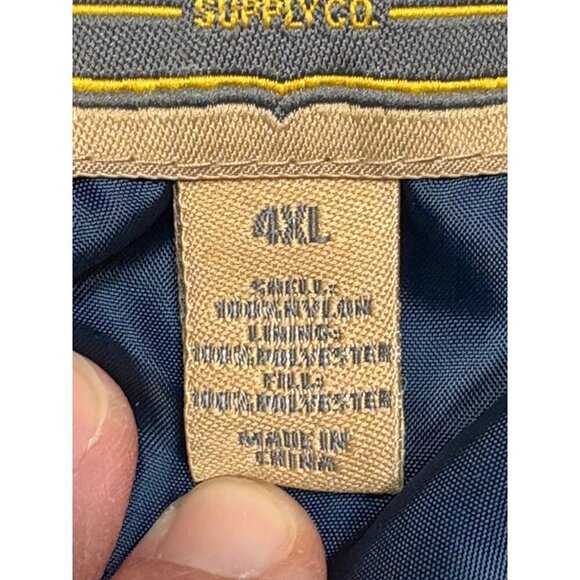 SUPPLY CO.
4XL
SHELL:
100% NYLON
LINING:
100% POLYESTER
FILL:
100% POLYESTER
MADE IN
CHINA